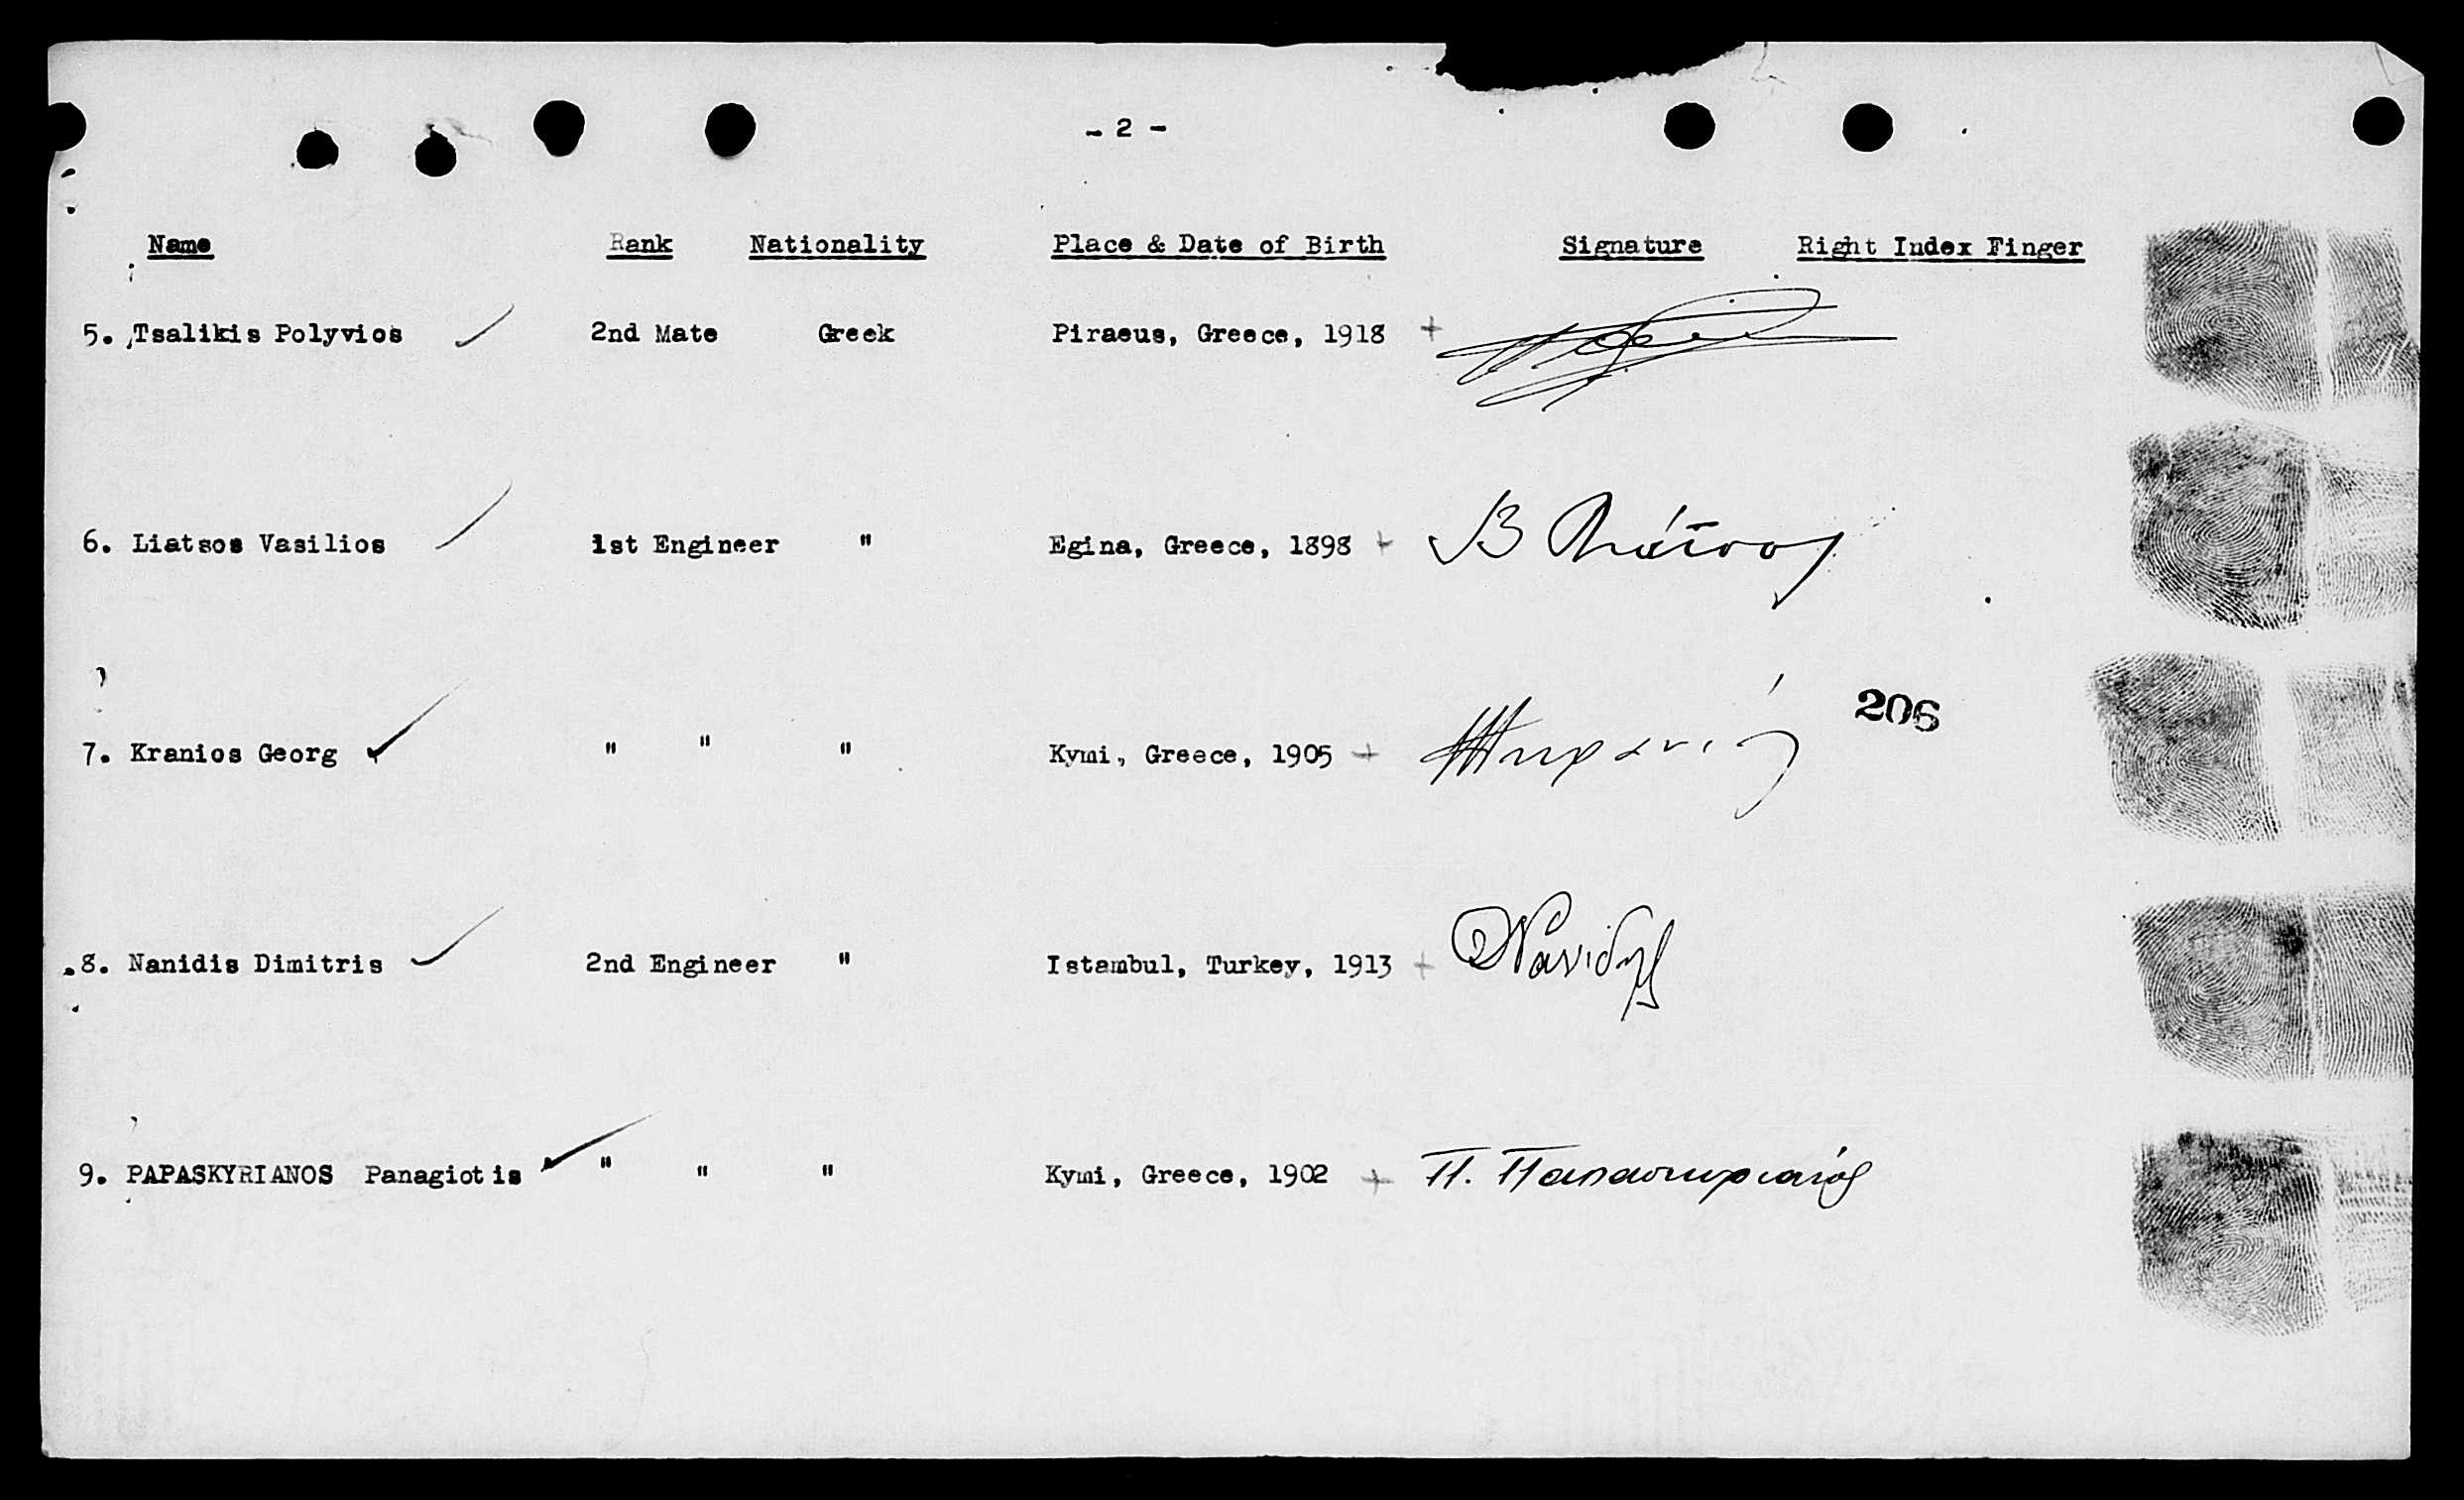 - 2 -
Name Rank Nationality Place & Date of Birth Signature Right Index Finger
5. Tsalikis Polyvios 2nd Mate Greek Piraeus, Greece, 1918 +
6. Liatsos Vasilios 1st Engineer " Egina, Greece, 1898 + Β Λιάτσος
206
7. Kranios Georg " " " Kymi, Greece, 1905 +
8. Nanidis Dimitris 2nd Engineer " Istambul, Turkey, 1913 + ΔΝανίδης
9. PAPASKYRIANOS Panagiotis " " " Kymi, Greece, 1902 + Π. Παπασκυριανός